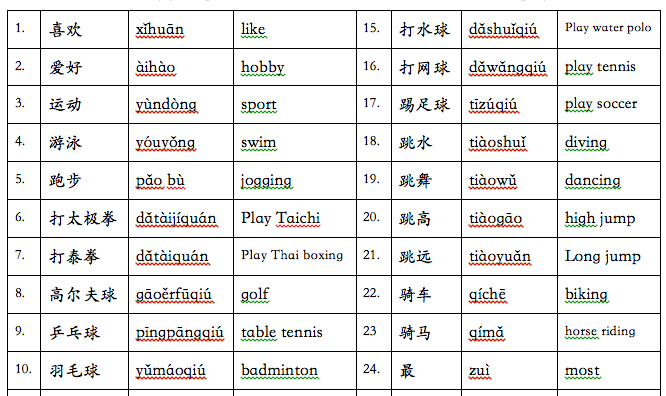 1. 喜欢 xǐhuān like 15. 打水球 dǎshuǐqiú Play water polo
2. 爱好 àihào hobby 16. 打网球 dǎwǎngqiú play tennis
3. 运动 yùndòng sport 17. 踢足球 tīzúqiú play soccer
4. 游泳 yóuyǒng swim 18. 跳水 tiàoshuǐ diving
5. 跑步 pǎo bù jogging 19. 跳舞 tiàowǔ dancing
6. 打太极拳 dǎtàijíquán Play Taichi 20. 跳高 tiàogāo high jump
7. 打泰拳 dǎtàiquán Play Thai boxing 21. 跳远 tiàoyuǎn Long jump
8. 高尔夫球 gāoěrfūqiú golf 22. 骑车 qíchē biking
9. 乒乓球 pīngpāngqiú table tennis 23 骑马 qímǎ horse riding
10. 羽毛球 yǔmáoqiú badminton 24. 最 zuì most